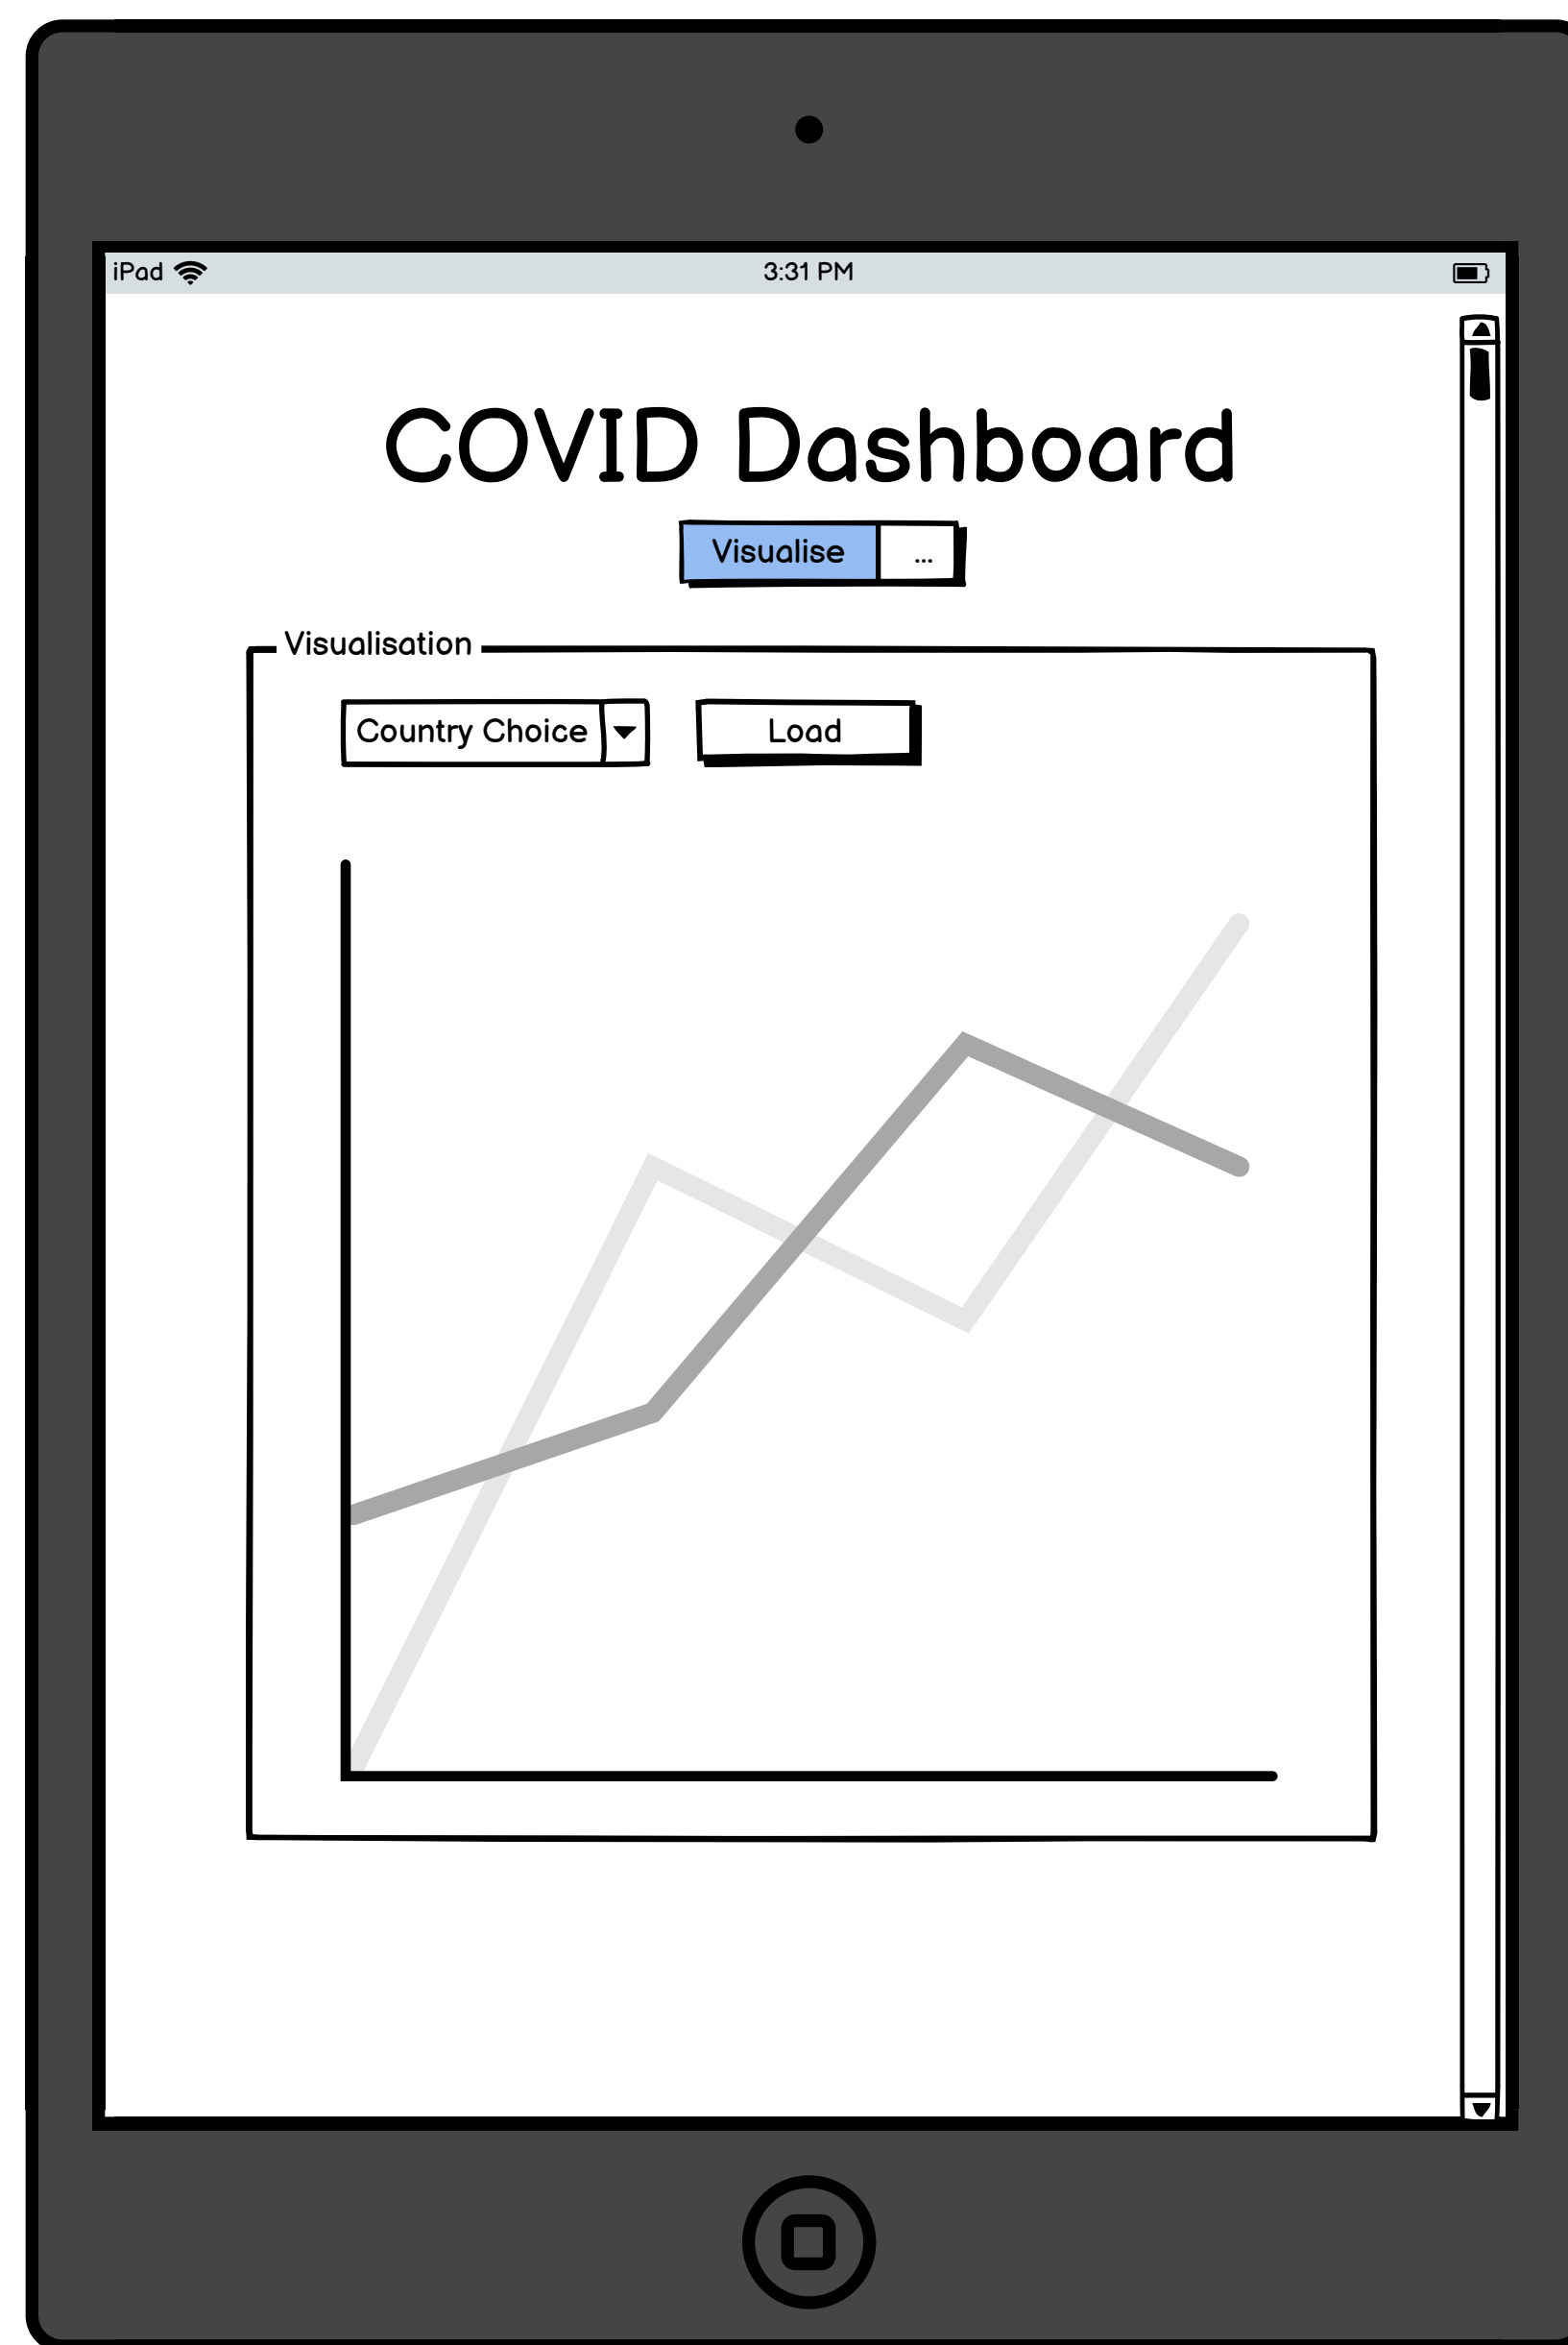 iPad 3:31 PM
COVID Dashboard
Visualise ...
Visualisation
Country Choice Load